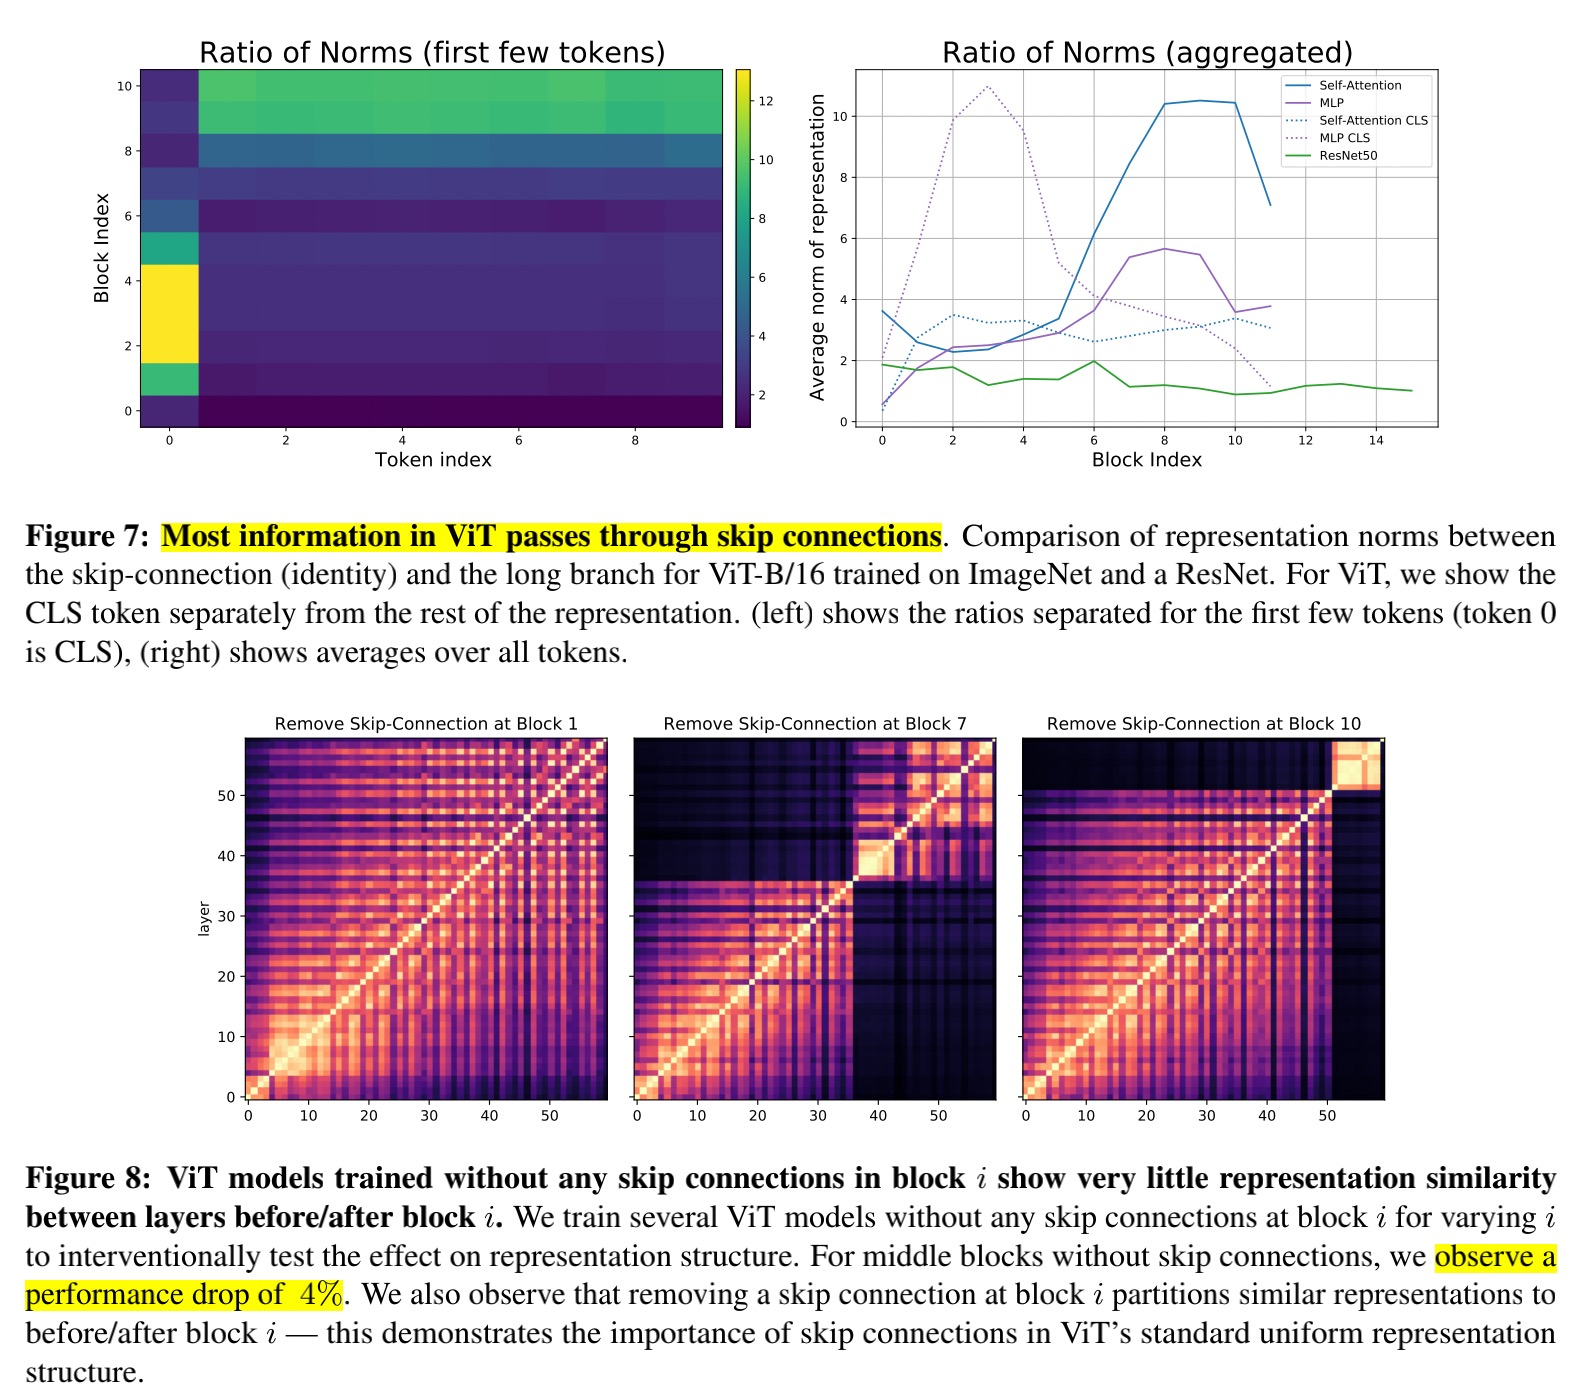 Ratio of Norms (first few tokens)
10
8
6
4
2
0
Block Index
0 2 4 6 8
Token index
12
10
8
6
4
2
Ratio of Norms (aggregated)
10
8
6
4
2
0
Average norm of representation
Self-Attention
MLP
Self-Attention CLS
MLP CLS
ResNet50
0 2 4 6 8 10 12 14
Block Index
Figure 7: Most information in ViT passes through skip connections. Comparison of representation norms between
the skip-connection (identity) and the long branch for ViT-B/16 trained on ImageNet and a ResNet. For ViT, we show the
CLS token separately from the rest of the representation. (left) shows the ratios separated for the first few tokens (token 0
is CLS), (right) shows averages over all tokens.
Remove Skip-Connection at Block 1
50
40
30
20
10
0
layer
0 10 20 30 40 50
Remove Skip-Connection at Block 7
0 10 20 30 40 50
Remove Skip-Connection at Block 10
0 10 20 30 40 50
Figure 8: ViT models trained without any skip connections in block i show very little representation similarity
between layers before/after block i. We train several ViT models without any skip connections at block i for varying i
to interventionally test the effect on representation structure. For middle blocks without skip connections, we observe a
performance drop of 4%. We also observe that removing a skip connection at block i partitions similar representations to
before/after block i — this demonstrates the importance of skip connections in ViT's standard uniform representation
structure.